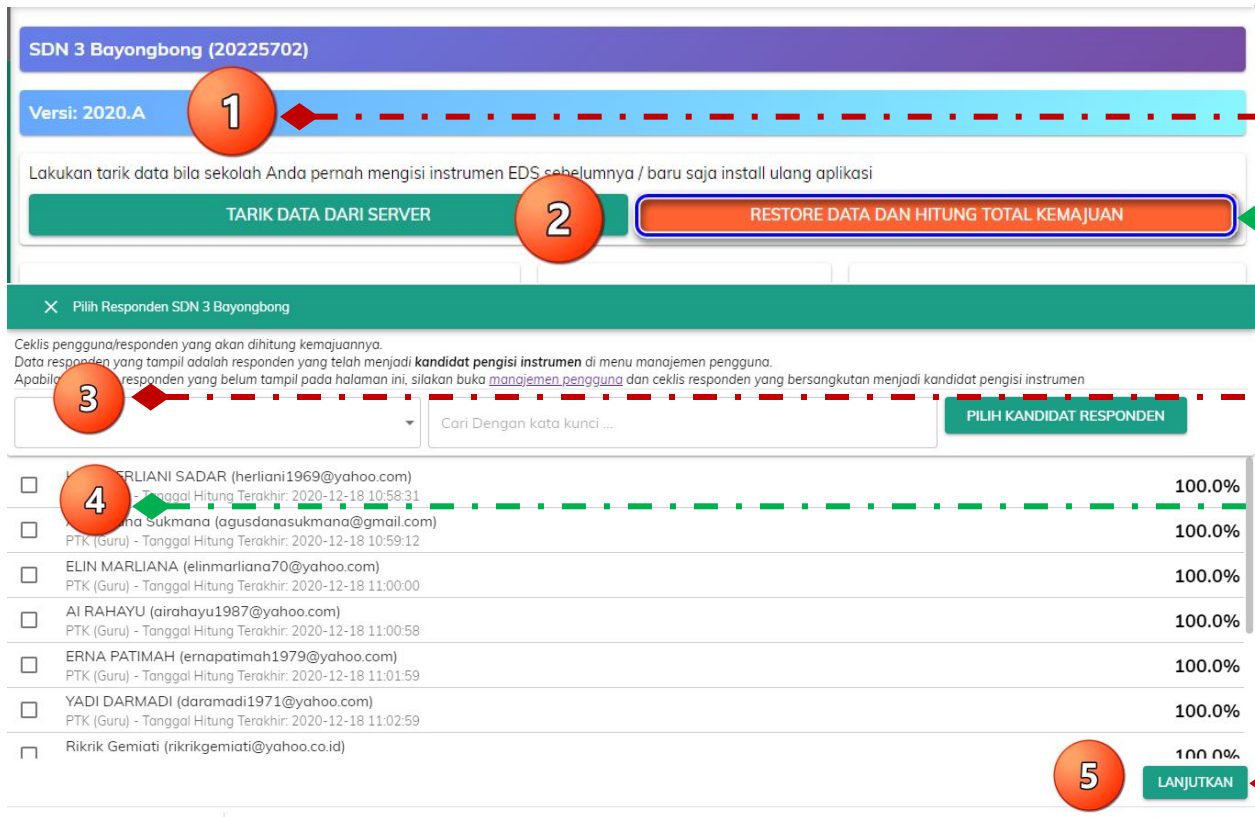 SDN 3 Bayongbong (20225702)
Versi: 2020.A
1
Lakukan tarik data bila sekolah Anda pernah mengisi instrumen EDS sebelumnya / baru saja install ulang aplikasi
TARIK DATA DARI SERVER
2
RESTORE DATA DAN HITUNG TOTAL KEMAJUAN
× Pilih Responden SDN 3 Bayongbong
Ceklis pengguna/responden yang akan dihitung kemajuannya.
Data responden yang tampil adalah responden yang telah menjadi kandidat pengisi instrumen di menu manajemen pengguna.
responden yang belum tampil pada halaman ini, silakan buka manajemen pengguna dan ceklis responden yang bersangkutan menjadi kandidat pengisi instrumen
3
Cari Dengan kata kunci ...
PILIH KANDIDAT RESPONDEN
4
SADAR (herliani1969@yahoo.com)
100.0%
- Tanggal Hitung Terakhir: 2020-12-18 10:58:31
Sukmana (agusdanasukmana@gmail.com)
100.0%
PTK (Guru) - Tanggal Hitung Terakhir: 2020-12-18 10:59:12
ELIN MARLIANA (elinmarliana70@yahoo.com)
100.0%
PTK (Guru) - Tanggal Hitung Terakhir: 2020-12-18 11:00:00
AI RAHAYU (airahayu1987@yahoo.com)
100.0%
PTK (Guru) - Tanggal Hitung Terakhir: 2020-12-18 11:00:58
ERNA PATIMAH (ernapatimah1979@yahoo.com)
100.0%
PTK (Guru) - Tanggal Hitung Terakhir: 2020-12-18 11:01:59
YADI DARMADI (daramadi1971@yahoo.com)
100.0%
PTK (Guru) - Tanggal Hitung Terakhir: 2020-12-18 11:02:59
Rikrik Gemiati (rikrikgemiati@yahoo.co.id)
100.0%
5
LANJUTKAN